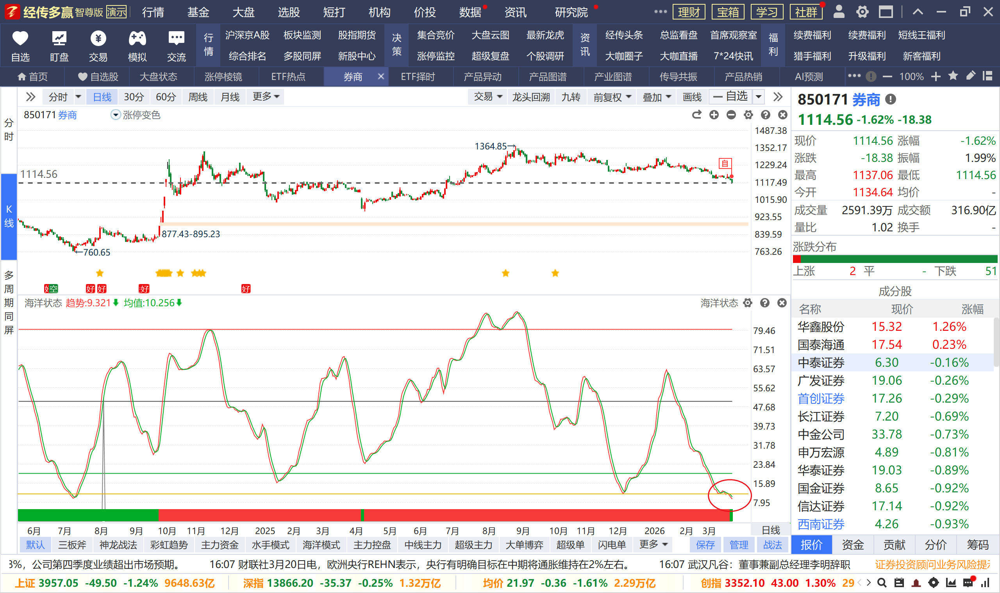 经传多赢 智尊版 演示 行情 基金 大盘 选股 短打 机构 价投 数据 资讯 研究院 ••• 理财 宝箱 学习 社群
自选 盯盘 交易 模拟 交流
行情 沪深京A股 板块监测 股指期货 决策 集合竞价 大盘云图 最新龙虎 资讯 经传头条 总监看盘 首席观察室 福利 续费福利 续费福利 短线王福利
综合排名 多股同屏 新股中心 涨停监控 超级复盘 个股调研 大咖圈子 大咖直播 7*24快讯 猎手福利 升级福利 新客福利
首页 自选股 大盘状态 涨停棱镜 ETF热点 券商 ETF择时 产品异动 产品图谱 产业图谱 传导共振 产品热销 AI预测 ••• 100%
分时 日线 30分 60分 周线 月线 更多 交易 龙头回溯 九转 前复权 叠加 画线 自选
分时
K线
多周期同屏
850171 券商 涨停变色
1487.38
1364.85→
1352.17
1229.24
自
1114.56
1117.49
1015.90
923.55
877.43-895.23
839.59
←760.65
763.26
空
好 好 好 好
海洋状态 趋势:9.321 均值:10.256 海洋状态
79.46
71.51
63.57
55.62
47.68
39.73
31.78
23.84
15.89
7.95
6月 7月 8月 9月 10月 11月 12月 2025 2月 3月 4月 5月 6月 7月 8月 9月 10月 11月 12月 2026 2月 3月 日线
默认 三板斧 神龙战法 彩虹趋势 主力资金 水手模式 海洋模式 主力控盘 中线主力 超级主力 大单博弈 超级单 闪电单 更多 保存 管理 战法
850171 券商
1114.56 -1.62% -18.38
现价 1114.56 涨幅 -1.62%
涨跌 -18.38 振幅 1.99%
最高 1137.06 最低 1114.56
今开 1134.64 均价 -
成交量 2591.39万 成交额 316.90亿
量比 1.02 换手 -
涨跌分布
上涨 2 平 - 下跌 51
成分股
名称 现价 涨幅
华鑫股份 15.32 1.26%
国泰海通 17.54 0.23%
中泰证券 6.30 -0.16%
广发证券 19.06 -0.26%
首创证券 17.26 -0.29%
长江证券 7.20 -0.69%
中金公司 33.78 -0.73%
申万宏源 4.89 -0.81%
华泰证券 19.03 -0.89%
国金证券 8.65 -0.92%
信达证券 17.14 -0.92%
西南证券 4.26 -0.93%
报价 资金 贡献 分价 筹码
3%，公司第四季度业绩超出市场预期。 16:07 财联社3月20日电，欧洲央行REHN表示，央行有明确目标在中期将通胀维持在2%左右。 16:07 武汉凡谷：董事兼副总经理李明辞职 证券投资顾问业务风险提示
上证 3957.05 -49.50 -1.24% 9648.63亿 深指 13866.20 -35.37 -0.25% 1.32万亿 均价 21.97 -0.36 -1.61% 2.29万亿 创指 3352.10 43.00 1.30% 29